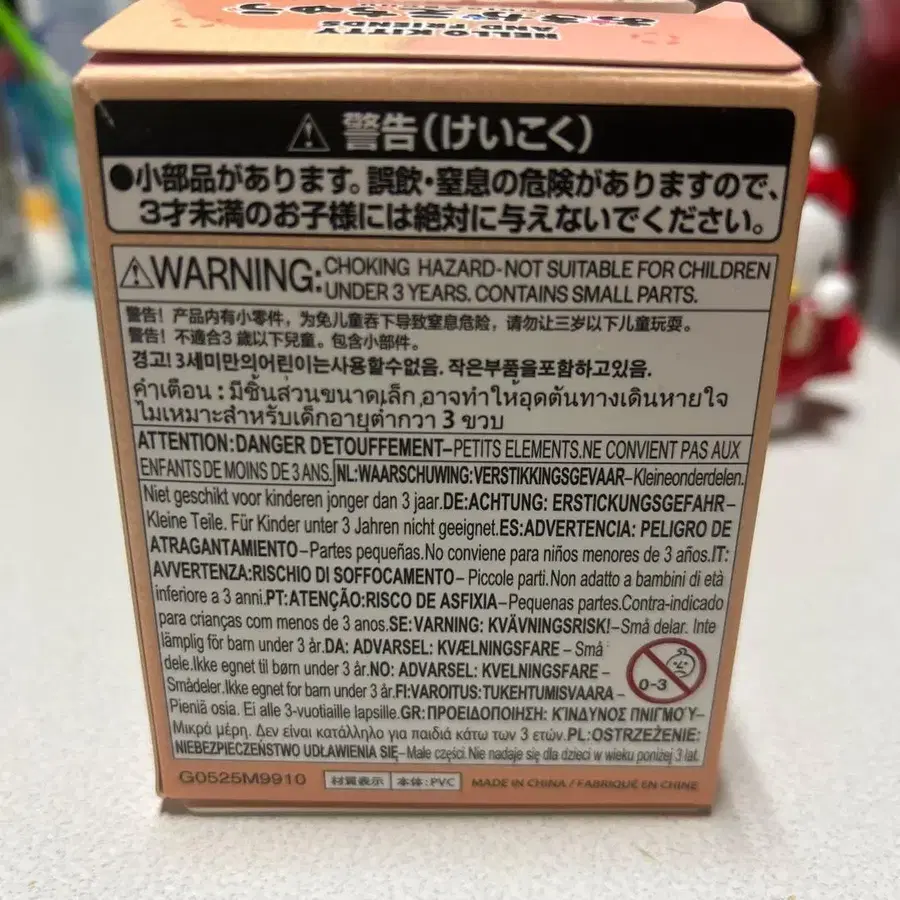 HELLO KITTY
AND FRIENDS
警告(けいこく)
●小部品があります。誤飲・窒息の危険がありますので、
3才未満のお子様には絶対に与えないでください。
WARNING: CHOKING HAZARD-NOT SUITABLE FOR CHILDREN
UNDER 3 YEARS. CONTAINS SMALL PARTS.
警告! 产品内有小零件，为免儿童吞下导致窒息危险，请勿让三岁以下儿童玩耍。
警告! 不適合3 歲以下兒童。包含小部件。
경고! 3세미만의어린이는사용할수없음. 작은부품을포함하고있음.
คำเตือน : มีชิ้นส่วนขนาดเล็ก อาจทำให้อุดตันทางเดินหายใจ
ไม่เหมาะสำหรับเด็กอายุต่ำกว่า 3 ขวบ
ATTENTION:DANGER D'ETOUFFEMENT–PETITS ELEMENTS.NE CONVIENT PAS AUX
ENFANTS DE MOINS DE 3 ANS. NL:WAARSCHUWING:VERSTIKKINGSGEVAAR–Kleineonderdelen.
Niet geschikt voor kinderen jonger dan 3 jaar.DE:ACHTUNG: ERSTICKUNGSGEFAHR–
Kleine Teile. Für Kinder unter 3 Jahren nicht geeignet.ES:ADVERTENCIA: PELIGRO DE
ATRAGANTAMIENTO–Partes pequeñas.No conviene para niños menores de 3 años.IT:
AVVERTENZA:RISCHIO DI SOFFOCAMENTO–Piccole parti.Non adatto a bambini di età
inferiore a 3 anni.PT:ATENÇÃO:RISCO DE ASFIXIA–Pequenas partes.Contra-indicado
para crianças com menos de 3 anos.SE:VARNING: KVÄVNINGSRISK!–Små delar. Inte
lämplig för barn under 3 år.DA: ADVARSEL: KVÆLNINGSFARE – Små
dele.Ikke egnet til børn under 3 år.NO: ADVARSEL: KVELNINGSFARE –
Smådeler.Ikke egnet for barn under 3 år.FI:VAROITUS:TUKEHTUMISVAARA –
Pieniä osia. Ei alle 3-vuotiaille lapsille.GR:ΠΡΟΕΙΔΟΠΟΙΗΣΗ: Κ'ΙΝΔΥΝΟΣ ΠΝΙΓΜΟ'Υ–
Μικρά μέρη. Δεν είναι κατάλληλο για παιδιά κάτω των 3 ετών.PL:OSTRZEŻENIE:
NIEBEZPIECZEŃSTWO UDŁAWIENIA SIĘ–Małe części. Nie nadaje się dla dzieci w wieku poniżej 3 lat.
0-3
G0525M9910 材質表示 本体:PVC MADE IN CHINA / FABRIQUÉ EN CHINE